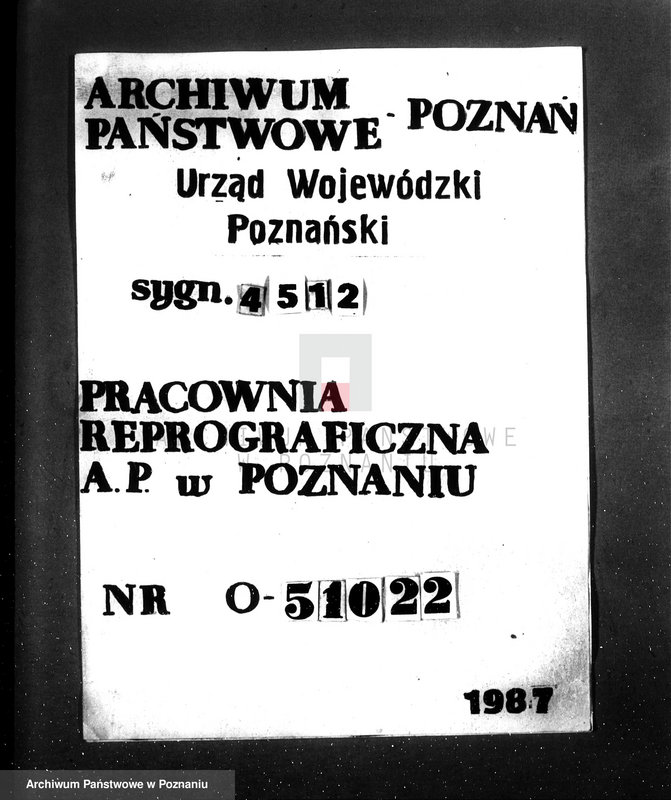 ARCHIWUM
PAŃSTWOWE - POZNAŃ
Urząd Wojewódzki
Poznański
sygn. 4512
PRACOWNIA
REPROGRAFICZNA
A.P. w POZNANIU
NR O-51022
1987
Archiwum Państwowe w Poznaniu